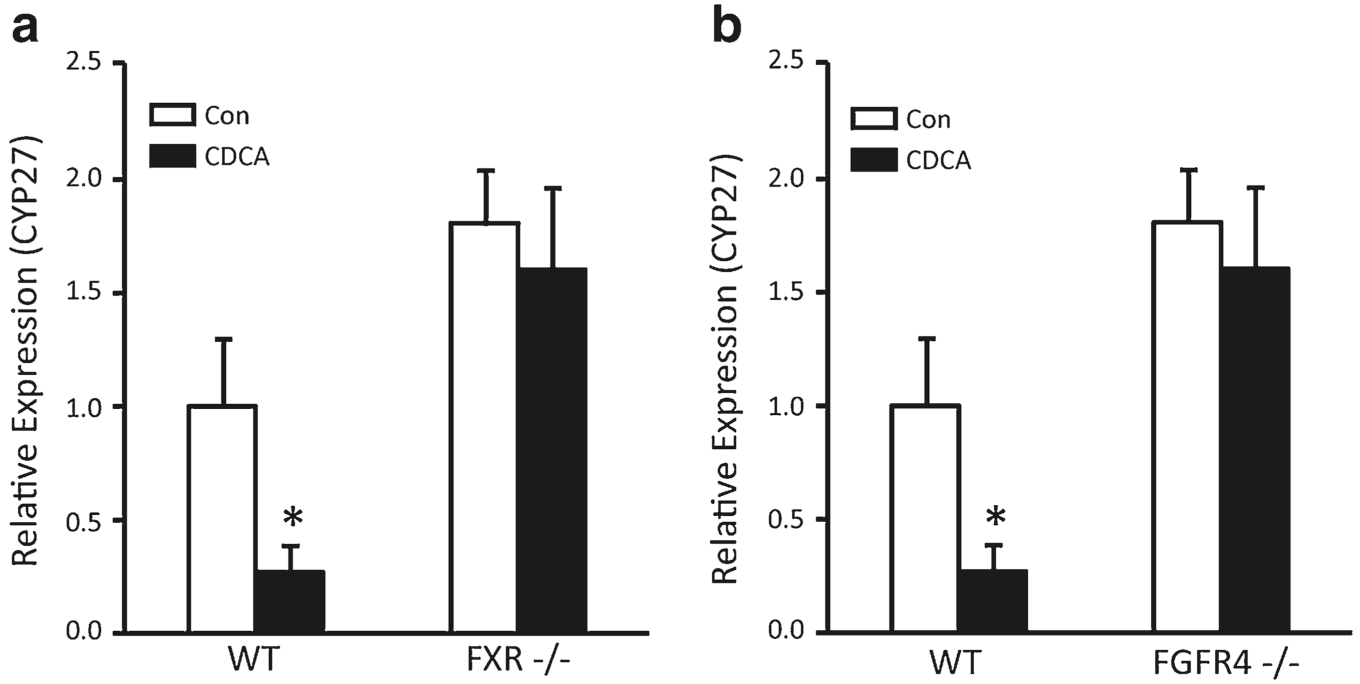 a
Relative Expression (CYP27)
2.5
2.0
1.5
1.0
0.5
0.0
Con
CDCA
*
WT
FXR -/-
b
Relative Expression (CYP27)
2.5
2.0
1.5
1.0
0.5
0.0
Con
CDCA
*
WT
FGFR4 -/-